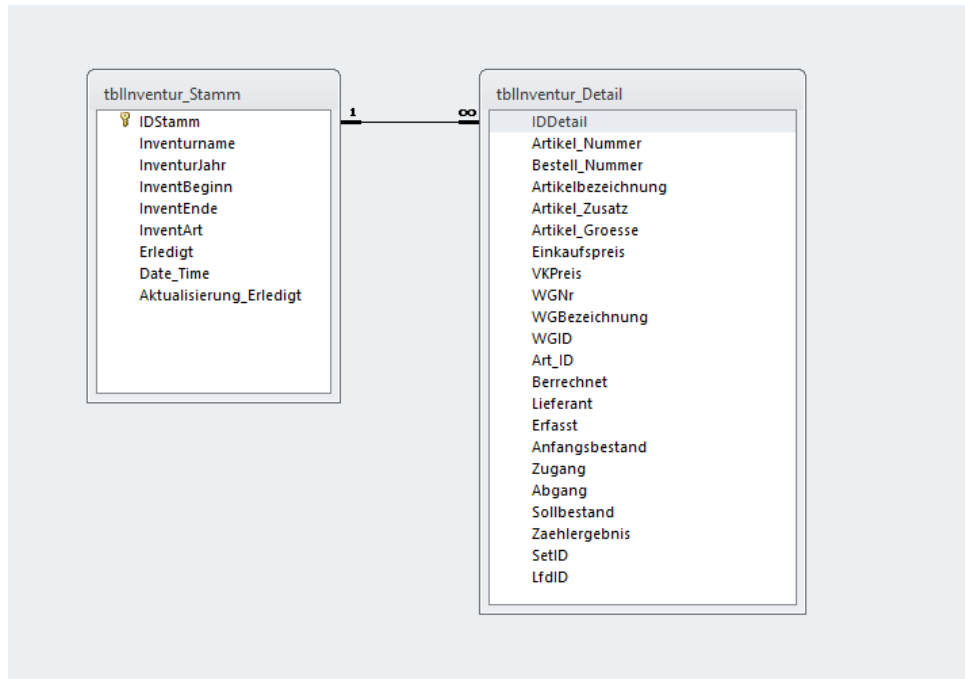 tblInventur_Stamm
IDStamm
Inventurname
InventurJahr
InventBeginn
InventEnde
InventArt
Erledigt
Date_Time
Aktualisierung_Erledigt
1
∞
tblInventur_Detail
IDDetail
Artikel_Nummer
Bestell_Nummer
Artikelbezeichnung
Artikel_Zusatz
Artikel_Groesse
Einkaufspreis
VKPreis
WGNr
WGBezeichnung
WGID
Art_ID
Berrechnet
Lieferant
Erfasst
Anfangsbestand
Zugang
Abgang
Sollbestand
Zaehlergebnis
SetID
LfdID